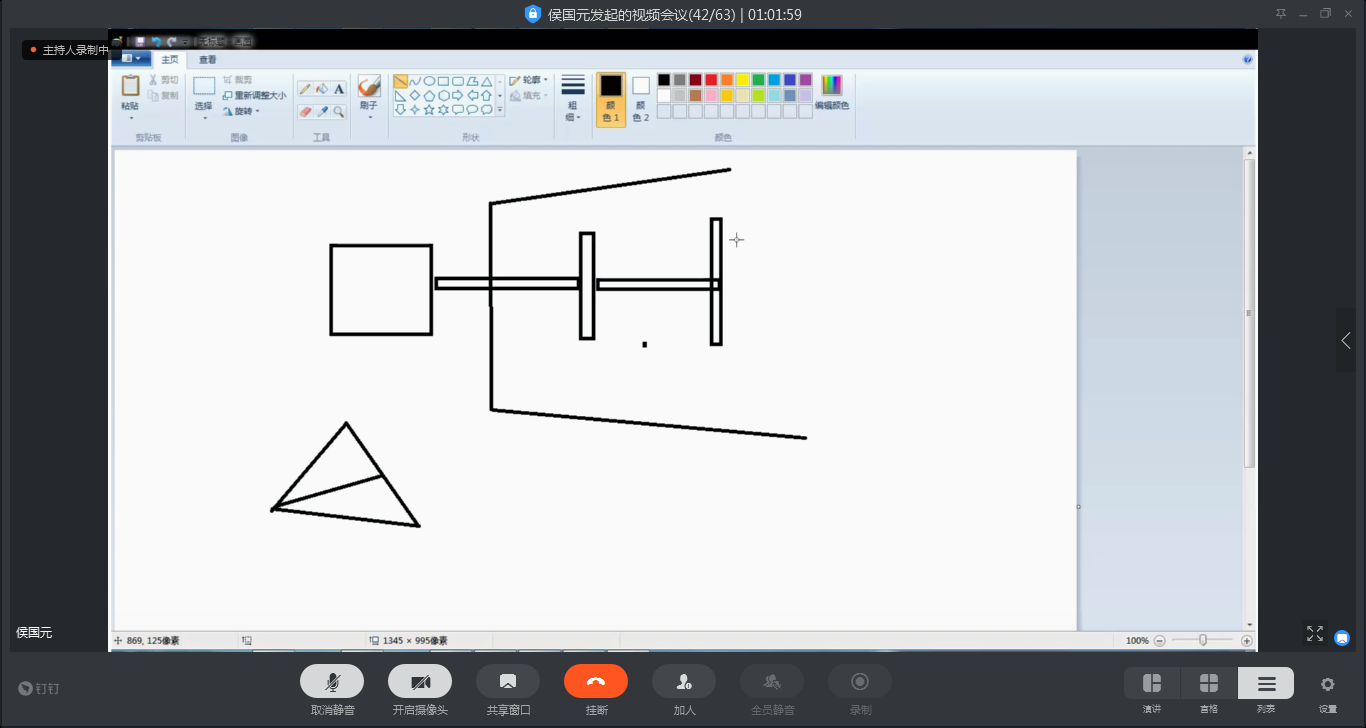 侯国元发起的视频会议(42/63) | 01:01:59
主持人录制中
主页 查看
剪切
复制
粘贴
剪贴板
裁剪
重新调整大小
旋转
选择
图像
A
工具
刷子
轮廓
填充
形状
粗
细
颜
色 1
颜
色 2
编辑颜色
颜色
侯国元
869, 125像素
1345 × 995像素
100%
钉钉
取消静音
开启摄像头
共享窗口
挂断
加人
全员静音
录制
演讲
宫格
列表
设置